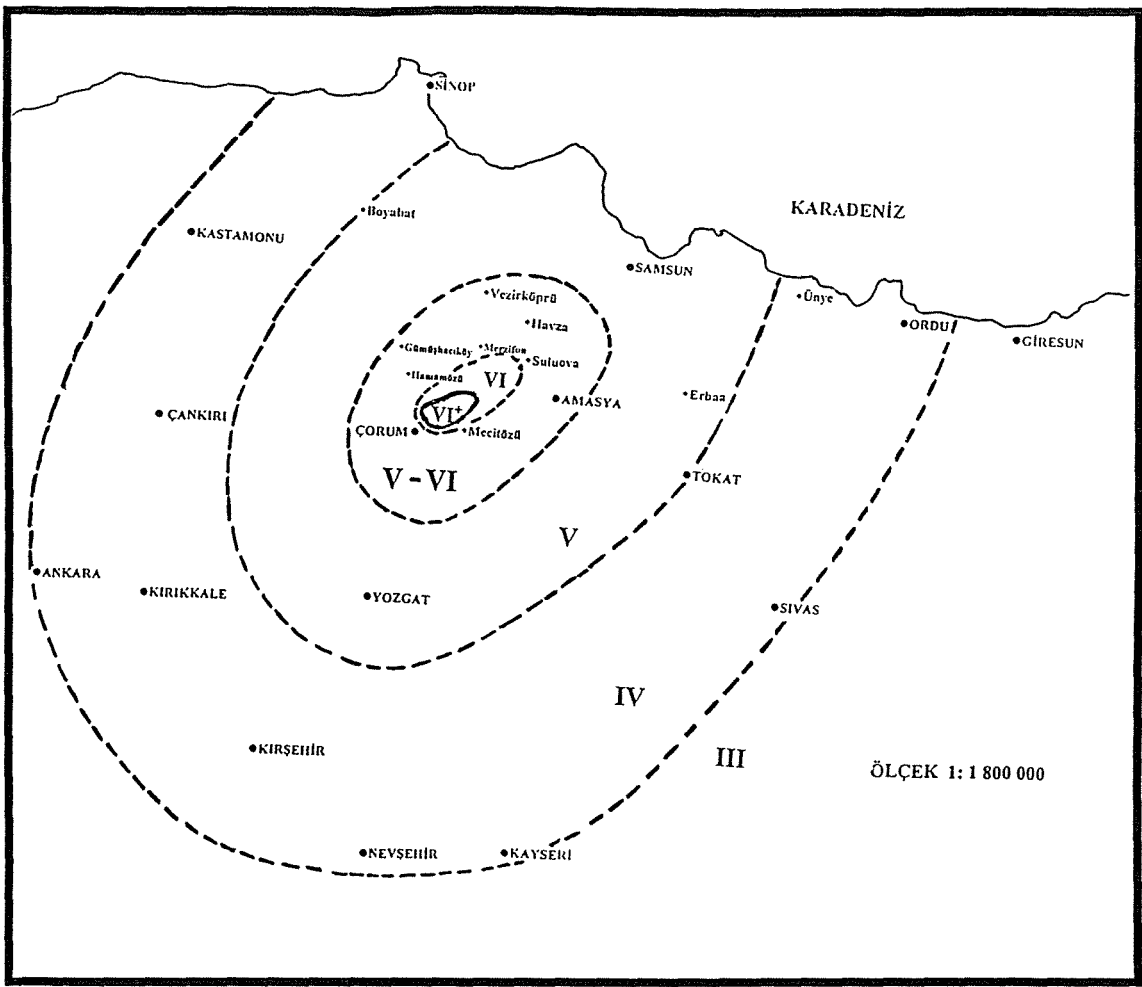 SİNOP
KARADENİZ
Boyabat
KASTAMONU
SAMSUN
Vezirköprü
Ünye
Havza
ORDU
GİRESUN
Gümüşhacıköy
Merzifon
Suluova
Hamamözü
VI
AMASYA
Erbaa
ÇANKIRI
VI+
ÇORUM
Mecitözü
V - VI
TOKAT
V
ANKARA
KIRIKKALE
YOZGAT
SIVAS
IV
KIRŞEHİR
III
ÖLÇEK 1: 1 800 000
NEVŞEHİR
KAYSERİ